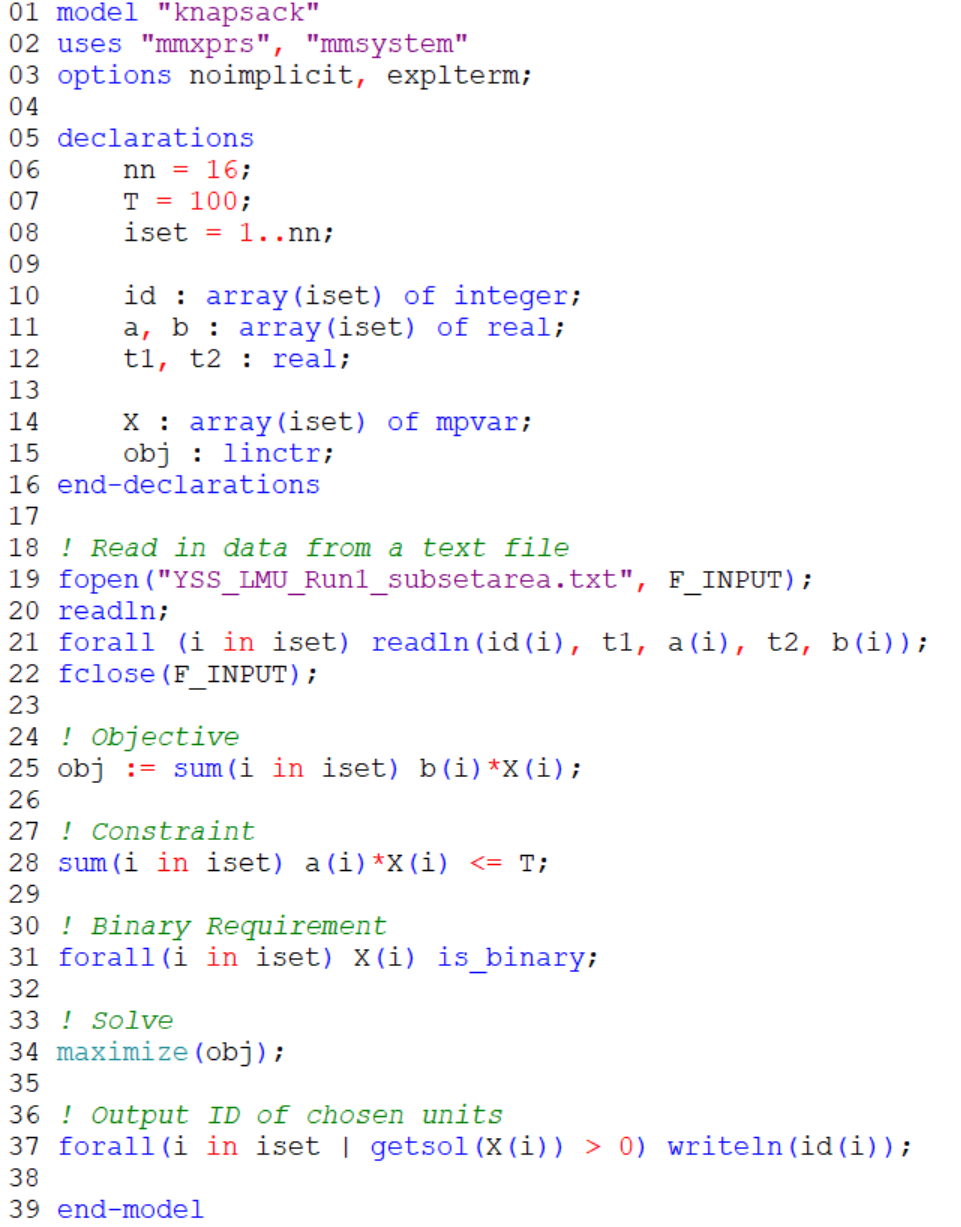 01 model "knapsack"
02 uses "mmxprs", "mmsystem"
03 options noimplicit, explterm;
04
05 declarations
06     nn = 16;
07     T = 100;
08     iset = 1..nn;
09
10     id : array(iset) of integer;
11     a, b : array(iset) of real;
12     t1, t2 : real;
13
14     X : array(iset) of mpvar;
15     obj : linctr;
16 end-declarations
17
18 ! Read in data from a text file
19 fopen("YSS_LMU_Run1_subsetarea.txt", F_INPUT);
20 readln;
21 forall (i in iset) readln(id(i), t1, a(i), t2, b(i));
22 fclose(F_INPUT);
23
24 ! Objective
25 obj := sum(i in iset) b(i)*X(i);
26
27 ! Constraint
28 sum(i in iset) a(i)*X(i) <= T;
29
30 ! Binary Requirement
31 forall(i in iset) X(i) is_binary;
32
33 ! Solve
34 maximize(obj);
35
36 ! Output ID of chosen units
37 forall(i in iset | getsol(X(i)) > 0) writeln(id(i));
38
39 end-model